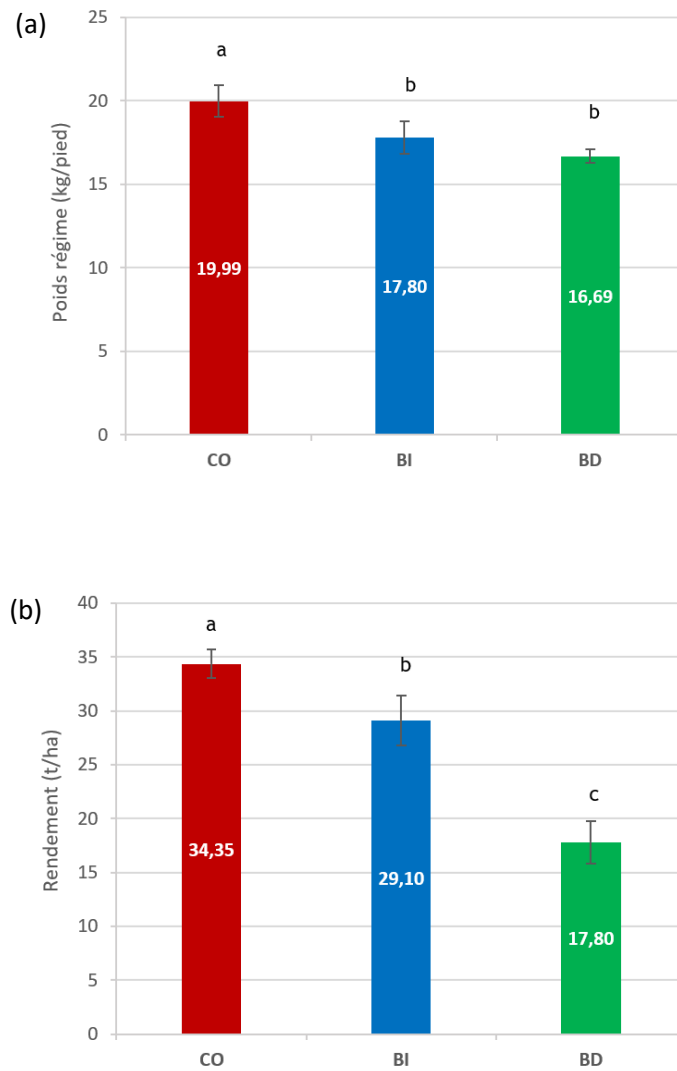 (a)
25
20
15
10
5
0
Poids régime (kg/pied)
a
b
b
19,99
17,80
16,69
CO
BI
BD
(b)
40
35
30
25
20
15
10
5
0
Rendement (t/ha)
a
b
c
34,35
29,10
17,80
CO
BI
BD